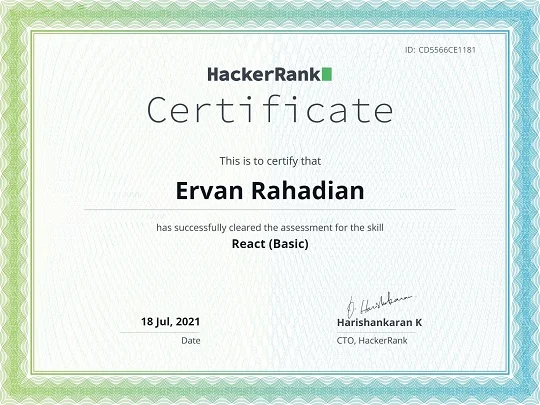 ID: CD5566CE1181
HackerRank
Certificate
This is to certify that
Ervan Rahadian
has successfully cleared the assessment for the skill
React (Basic)
18 Jul, 2021
Date
Harishankaran K
CTO, HackerRank